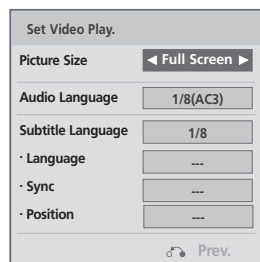 Set Video Play.
Picture Size ◀ Full Screen ▶
Audio Language 1/8(AC3)
Subtitle Language 1/8
· Language ---
· Sync ---
· Position ---
Prev.